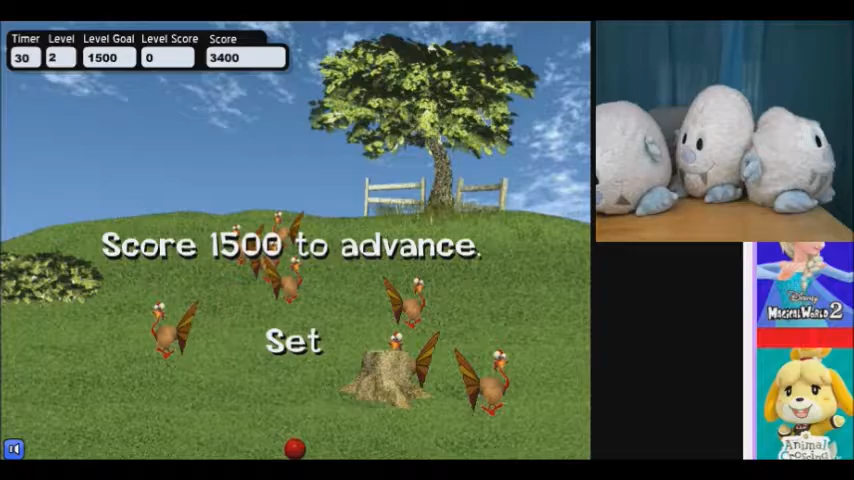 Timer Level Level Goal Level Score Score
30 2 1500 0 3400
Score 1500 to advance.
Set
Disney
MAGICAL WORLD 2
Animal
Crossing